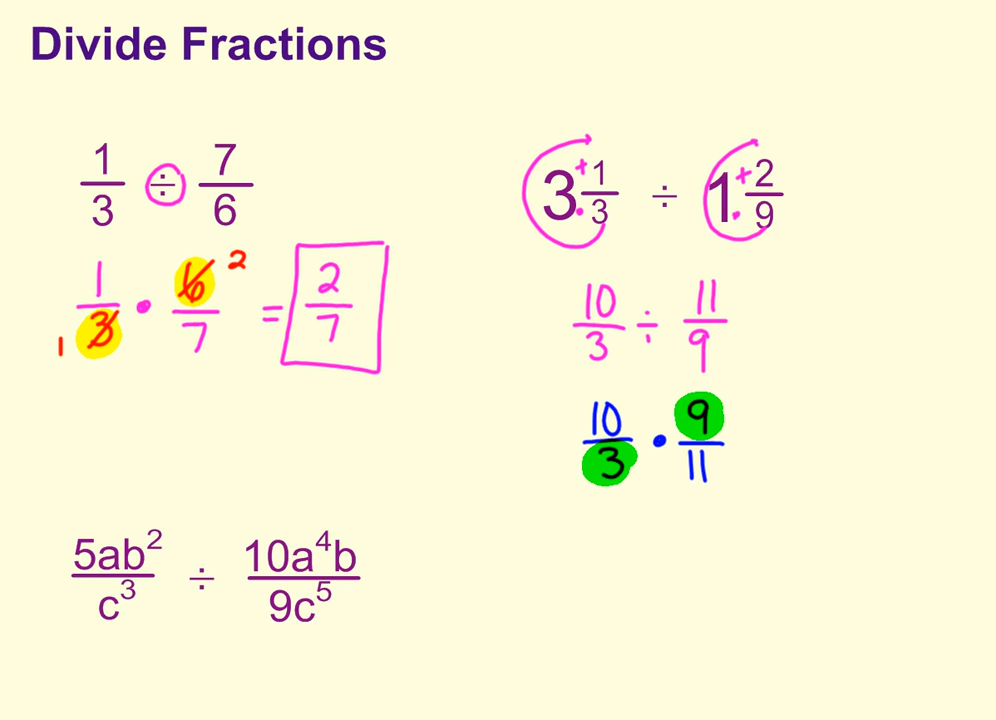 Divide Fractions
1/3 ÷ 7/6
1/3 1 • 6/7 2 = 2/7
3 + 1/3 ÷ 1 + 2/9
10/3 ÷ 11/9
10/3 • 9/11
5ab²/c³ ÷ 10a⁴b/9c⁵